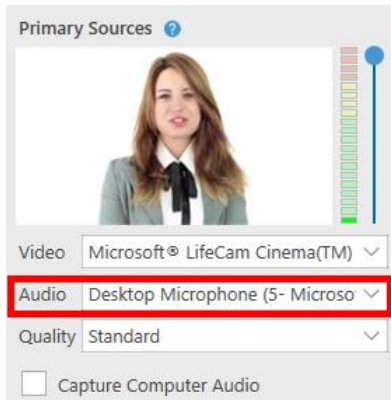 Primary Sources ?
Video Microsoft® LifeCam Cinema(TM)
Audio Desktop Microphone (5- Microso
Quality Standard
Capture Computer Audio